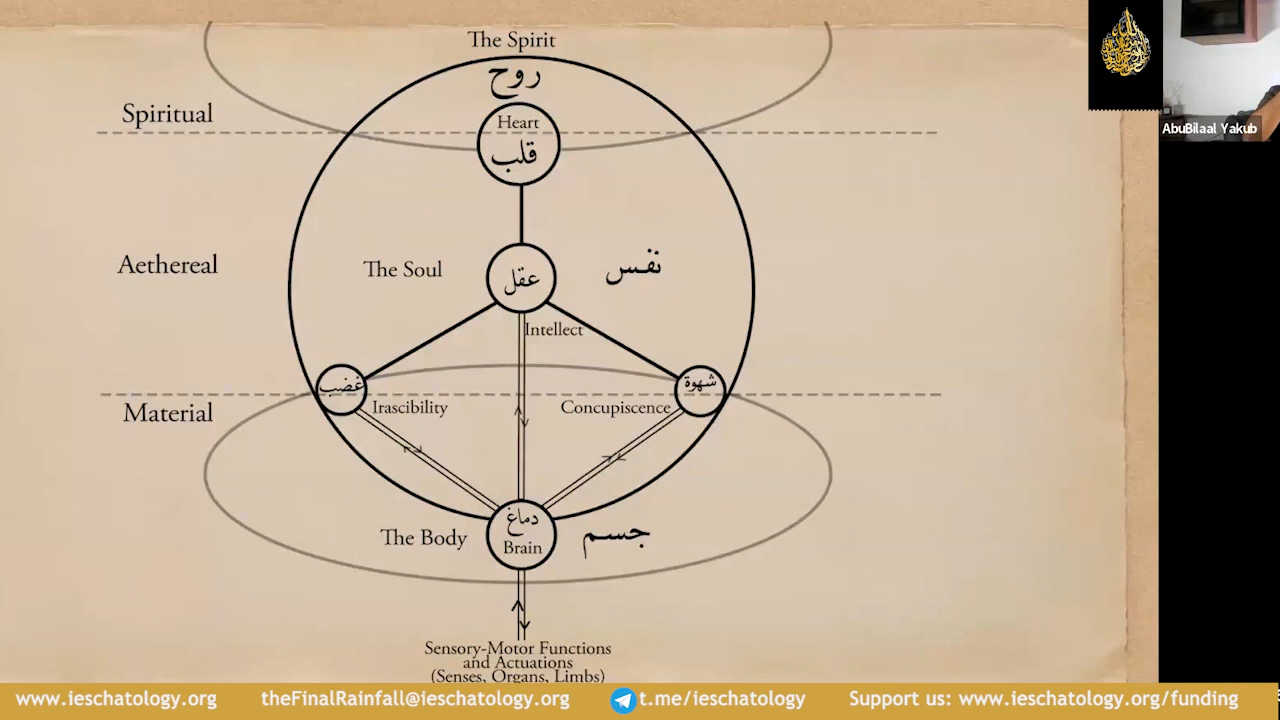 The Spirit
روح
Spiritual
Heart
قلب
Aethereal
The Soul
عقل
نفس
Intellect
غضب
شهوة
Material
Irascibility
Concupiscence
دماغ
The Body
Brain
جسم
Sensory-Motor Functions
and Actuations
(Senses, Organs, Limbs)
AbuBilaal Yakub
www.ieschatology.org theFinalRainfall@ieschatology.org t.me/ieschatology Support us: www.ieschatology.org/funding